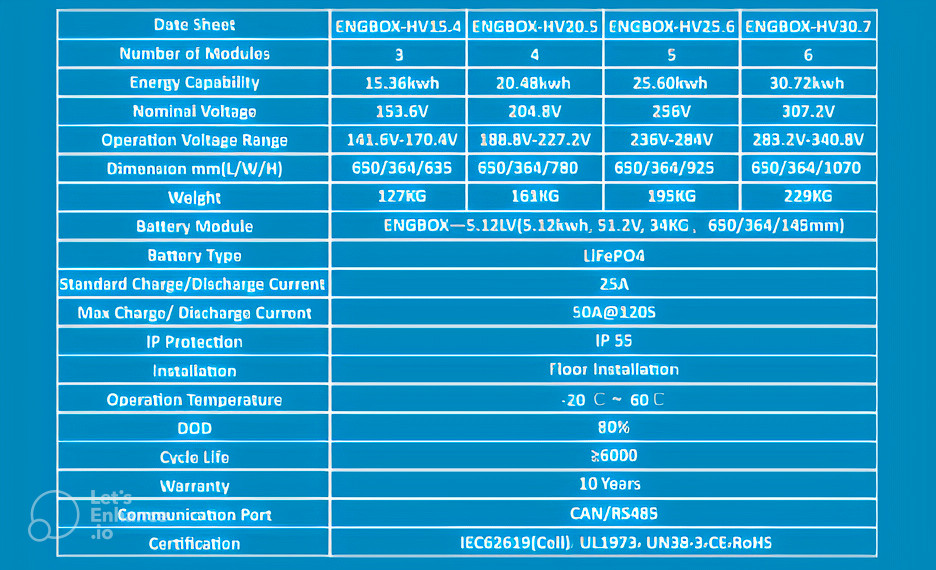 Date Sheet ENGBOX-HV15.4 ENGBOX-HV20.5 ENGBOX-HV25.6 ENGBOX-HV30.7
Number of Modules 3 4 5 6
Energy Capability 15.36kwh 20.48kwh 25.60kwh 30.72kwh
Nominal Voltage 153.6V 204.8V 256V 307.2V
Operation Voltage Range 141.6V-170.4V 188.8V-227.2V 236V-284V 283.2V-340.8V
Dimension mm(L/W/H) 650/364/635 650/364/780 650/364/925 650/364/1070
Weight 127KG 161KG 195KG 229KG
Battery Module ENGBOX—5.12LV(5.12kwh, 51.2V, 34KG、650/364/145mm)
Battery Type LiFePO4
Standard Charge/Discharge Current 25A
Max Charge/ Discharge Current 50A@120S
IP Protection IP 55
Installation Floor Installation
Operation Temperature -20 ℃ ~ 60℃
DOD 80%
Cycle Life ≥6000
Warranty 10 Years
Communication Port CAN/RS485
Certification IEC62619(Cell), UL1973, UN38.3,CE,RoHS
Let's
Enhance
.io